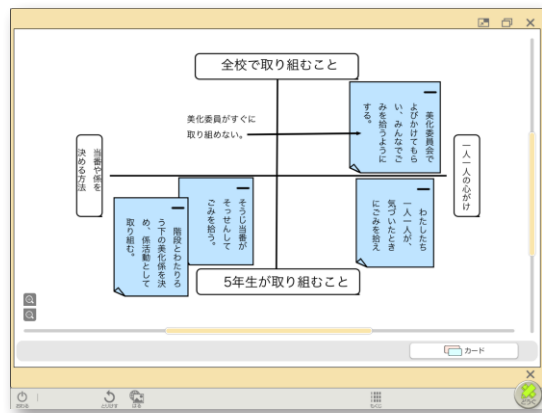 全校で取り組むこと
美化委員がすぐに
取り組めない。
美化委員会で
よびかけてもら
い、みんなでご
みを拾うように
する。
一人一人の心がけ
当番や係を
決める方法
わたしたち
一人一人が、
気づいたとき
にごみを拾え
そうじ当番が
そっせんして
ごみを拾う。
階段とわたりろ
う下の美化係を決
め、係活動として
取り組む。
5年生が取り組むこと
カード